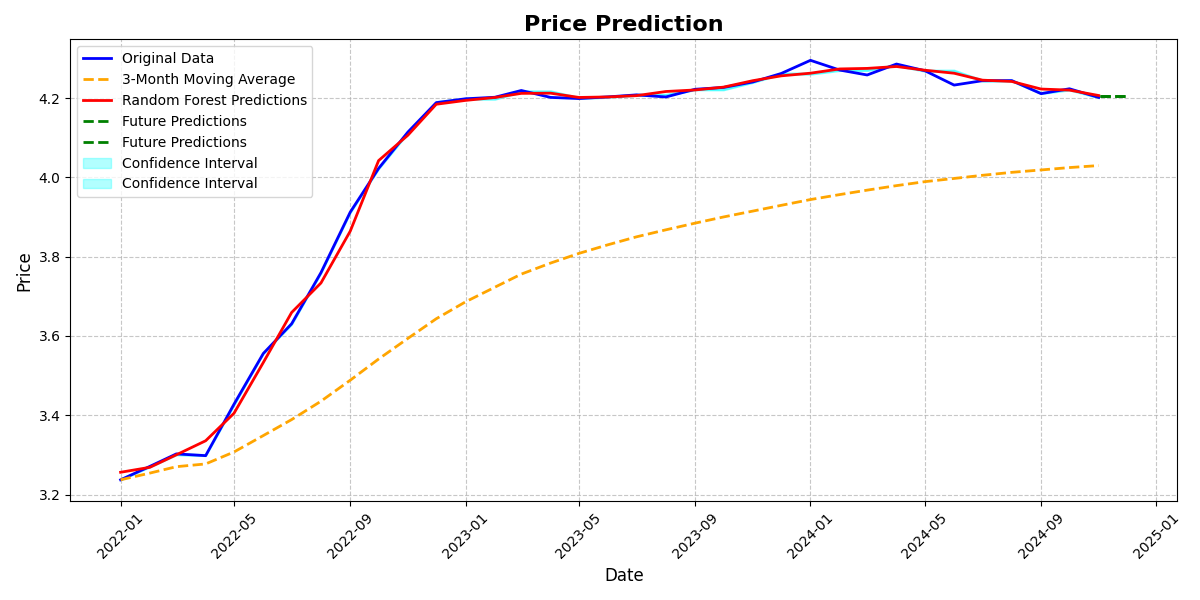 Price Prediction
Original Data
3-Month Moving Average
Random Forest Predictions
Future Predictions
Future Predictions
Confidence Interval
Confidence Interval
Price
4.2
4.0
3.8
3.6
3.4
3.2
2022-01
2022-05
2022-09
2023-01
2023-05
2023-09
2024-01
2024-05
2024-09
2025-01
Date